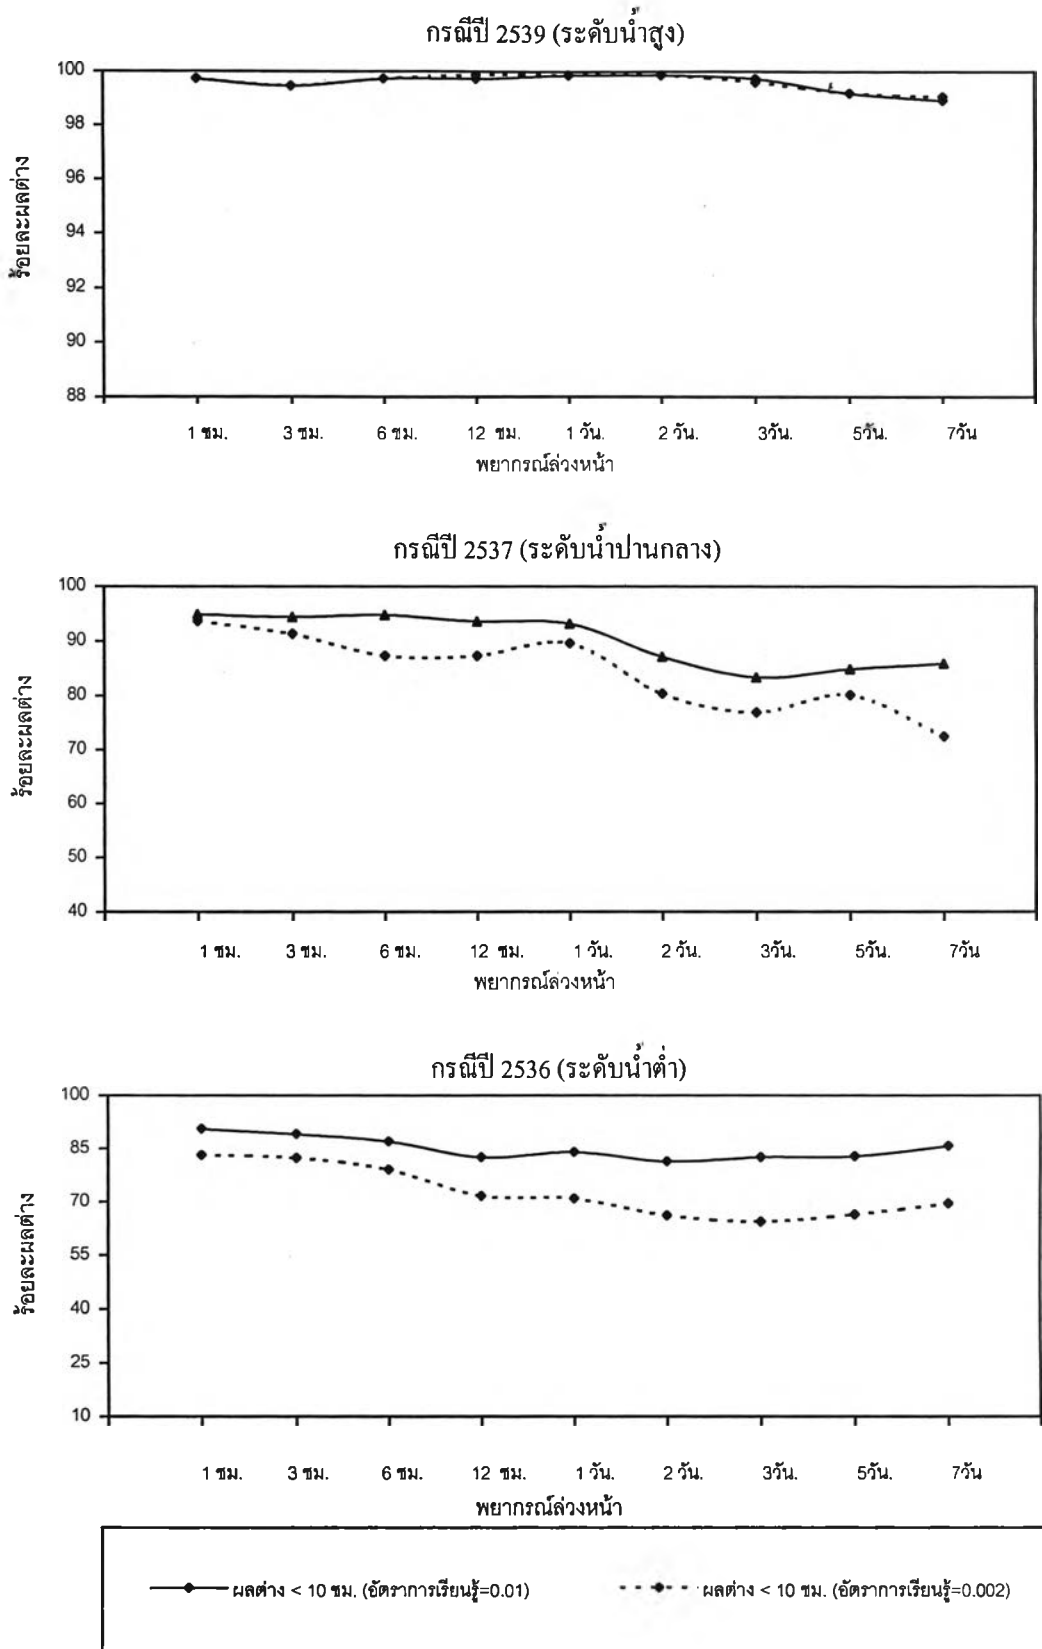 กรณีปี 2539 (ระดับน้ำสูง)
100
98
96
94
92
90
88
ร้อยละผลต่าง
1 ชม. 3 ชม. 6 ชม. 12 ชม. 1 วัน. 2 วัน. 3วัน. 5วัน. 7วัน
พยากรณ์ล่วงหน้า
กรณีปี 2537 (ระดับน้ำปานกลาง)
100
90
80
70
60
50
40
ร้อยละผลต่าง
1 ชม. 3 ชม. 6 ชม. 12 ชม. 1 วัน. 2 วัน. 3วัน. 5วัน. 7วัน
พยากรณ์ล่วงหน้า
กรณีปี 2536 (ระดับน้ำต่ำ)
100
85
70
55
40
25
10
ร้อยละผลต่าง
1 ชม. 3 ชม. 6 ชม. 12 ชม. 1 วัน. 2 วัน. 3วัน. 5วัน. 7วัน
พยากรณ์ล่วงหน้า
ผลต่าง < 10 ซม. (อัตราการเรียนรู้=0.01) ผลต่าง < 10 ซม. (อัตราการเรียนรู้=0.002)